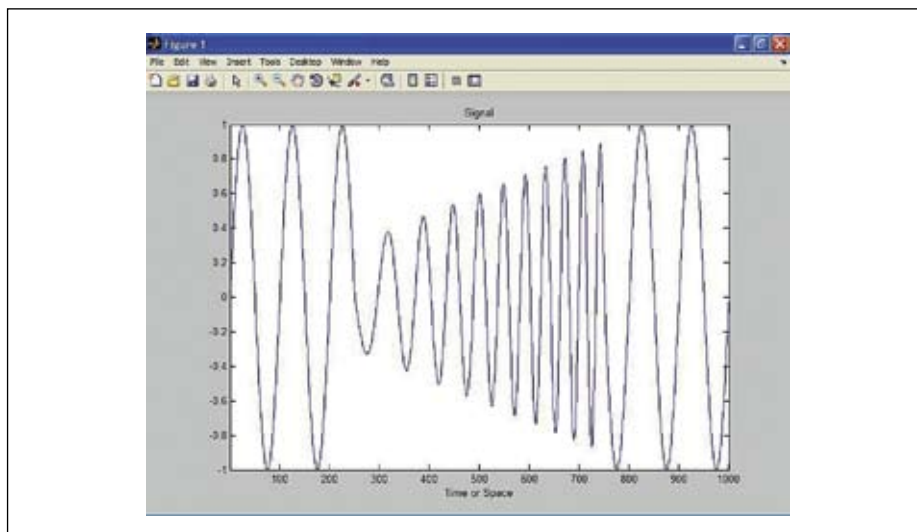 Figure 1
File Edit View Insert Tools Desktop Window Help
Signal
1
0.8
0.6
0.4
0.2
0
-0.2
-0.4
-0.6
-0.8
-1
100 200 300 400 500 600 700 800 900 1000
Time or Space